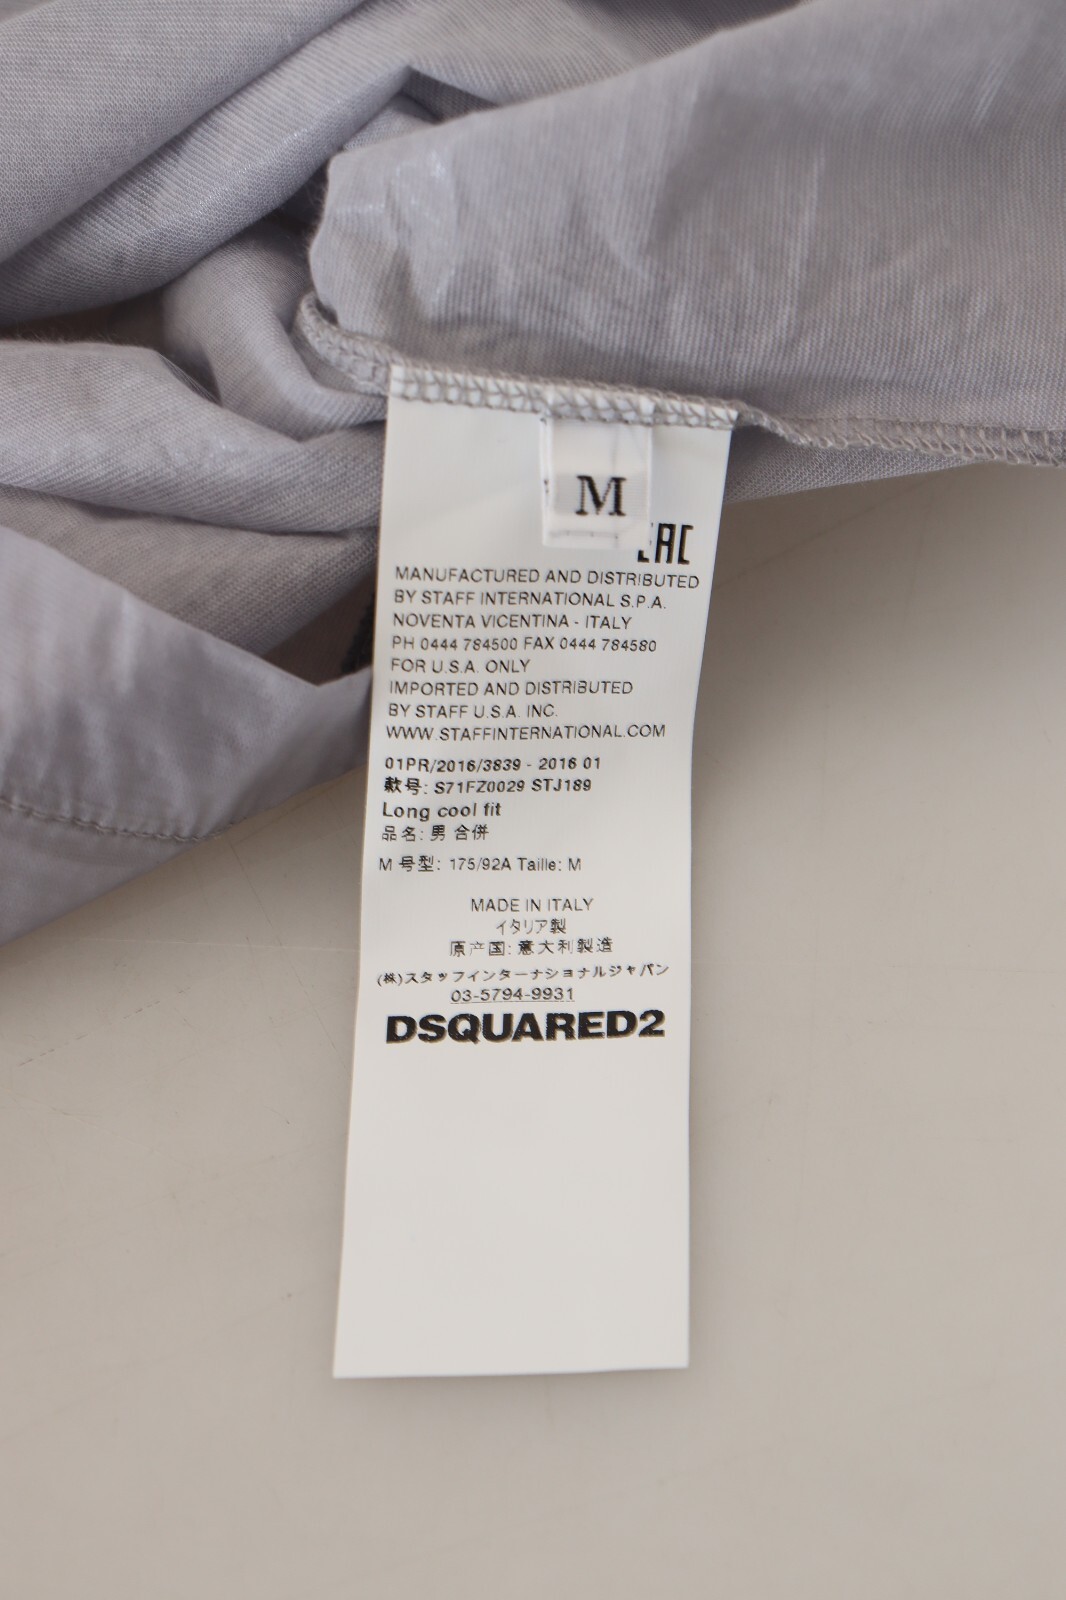 M
EAC
MANUFACTURED AND DISTRIBUTED
BY STAFF INTERNATIONAL S.P.A.
NOVENTA VICENTINA - ITALY
PH 0444 784500 FAX 0444 784580
FOR U.S.A. ONLY
IMPORTED AND DISTRIBUTED
BY STAFF U.S.A. INC.
WWW.STAFFINTERNATIONAL.COM
01PR/2016/3839 - 2016 01
款号: S71FZ0029 STJ189
Long cool fit
品名: 男 合併
M 号型: 175/92A Taille: M
MADE IN ITALY
イタリア製
原产国: 意大利製造
(株)スタッフインターナショナルジャパン
03-5794-9931
DSQUARED2